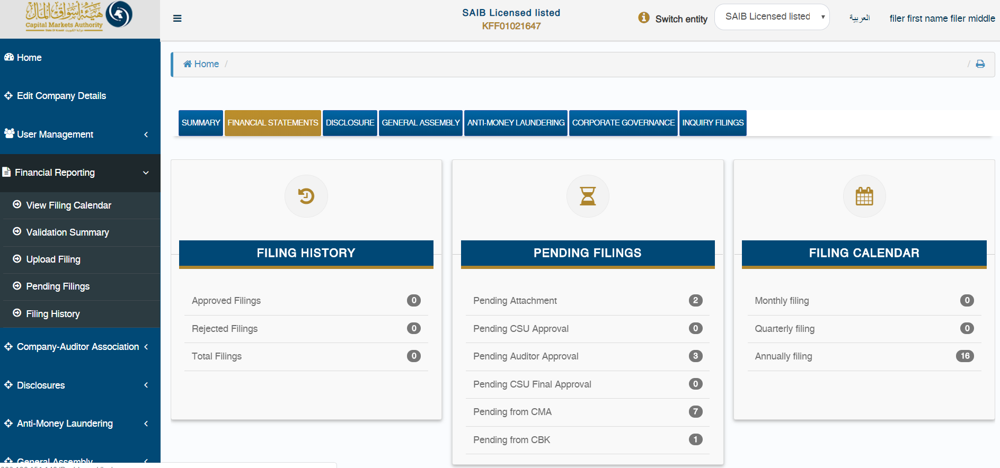 هيئة أسواق المال
Capital Markets Authority
SAIB Licensed listed
KFF01021647
Switch entity
SAIB Licensed listed
العربية
filer first name filer middle
Home
Edit Company Details
User Management
Financial Reporting
View Filing Calendar
Validation Summary
Upload Filing
Pending Filings
Filing History
Company-Auditor Association
Disclosures
Anti-Money Laundering
General Assembly
Home /
/
SUMMARY
FINANCIAL STATEMENTS
DISCLOSURE
GENERAL ASSEMBLY
ANTI-MONEY LAUNDERING
CORPORATE GOVERNANCE
INQUIRY FILINGS
FILING HISTORY
Approved Filings 0
Rejected Filings 0
Total Filings 0
PENDING FILINGS
Pending Attachment 2
Pending CSU Approval 0
Pending Auditor Approval 3
Pending CSU Final Approval 0
Pending from CMA 7
Pending from CBK 1
FILING CALENDAR
Monthly filing 0
Quarterly filing 0
Annually filing 16